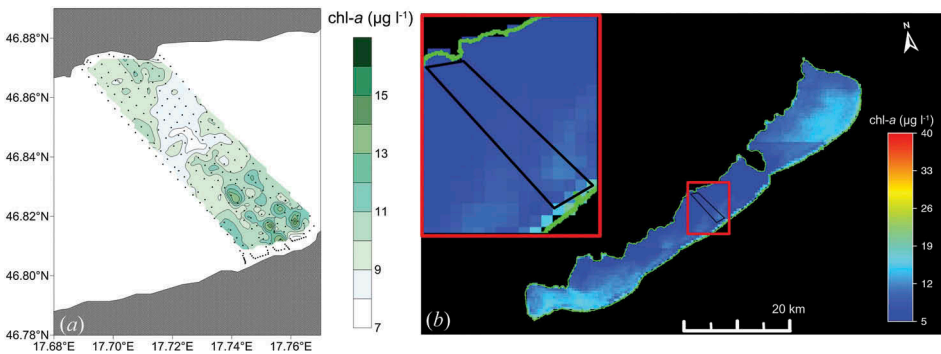 chl-a (µg l⁻¹)
46.88°N
46.86°N
46.84°N
46.82°N
46.80°N
46.78°N
17.68°E
17.70°E
17.72°E
17.74°E
17.76°E
(a)
15
13
11
9
7
(b)
N
chl-a (µg l⁻¹)
40
33
26
19
12
5
20 km